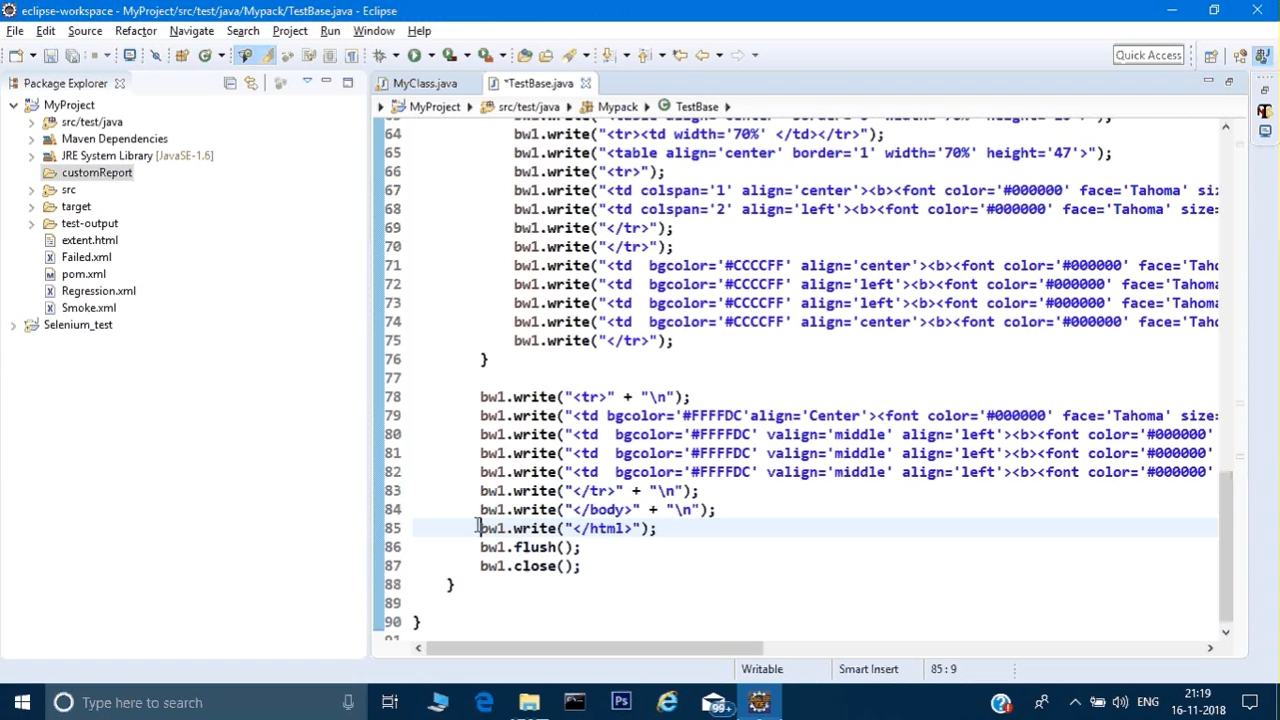 eclipse-workspace - MyProject/src/test/java/Mypack/TestBase.java - Eclipse
File Edit Source Refactor Navigate Search Project Run Window Help
Quick Access
Package Explorer
MyClass.java
*TestBase.java
MyProject
src/test/java
Mypack
TestBase
MyProject
src/test/java
Maven Dependencies
JRE System Library [JavaSE-1.6]
customReport
src
target
test-output
extent.html
Failed.xml
pom.xml
Regression.xml
Smoke.xml
Selenium_test
64 bw1.write("<tr><td width='70%' </td></tr>");
65 bw1.write("<table align='center' border='1' width='70%' height='47'>");
66 bw1.write("<tr>");
67 bw1.write("<td colspan='1' align='center'><b><font color='#000000' face='Tahoma' si
68 bw1.write("<td colspan='2' align='left'><b><font color='#000000' face='Tahoma' size=
69 bw1.write("</tr>");
70 bw1.write("</tr>");
71 bw1.write("<td  bgcolor='#CCCCFF' align='center'><b><font color='#000000' face='Taho
72 bw1.write("<td  bgcolor='#CCCCFF' align='left'><b><font color='#000000' face='Tahoma
73 bw1.write("<td  bgcolor='#CCCCFF' align='left'><b><font color='#000000' face='Tahoma
74 bw1.write("<td  bgcolor='#CCCCFF' align='center'><b><font color='#000000' face='Taho
75 bw1.write("</tr>");
76 }
77
78 bw1.write("<tr>" + "\n");
79 bw1.write("<td bgcolor='#FFFFDC'align='Center'><font color='#000000' face='Tahoma' size=
80 bw1.write("<td  bgcolor='#FFFFDC' valign='middle' align='left'><b><font color='#000000'
81 bw1.write("<td  bgcolor='#FFFFDC' valign='middle' align='left'><b><font color='#000000'
82 bw1.write("<td  bgcolor='#FFFFDC' valign='middle' align='left'><b><font color='#000000'
83 bw1.write("</tr>" + "\n");
84 bw1.write("</body>" + "\n");
85 bw1.write("</html>");
86 bw1.flush();
87 bw1.close();
88 }
89
90 }
Writable Smart Insert 85 : 9
Type here to search
Ps
99+
ENG
21:19
16-11-2018